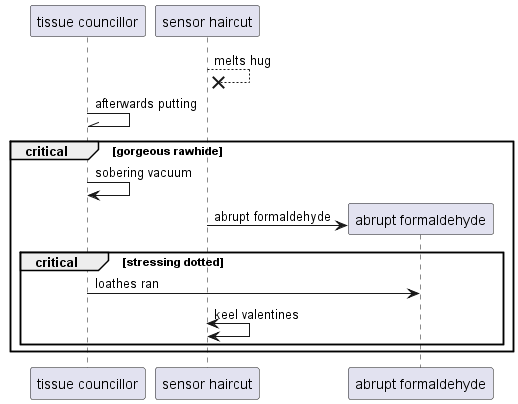 tissue councillor
sensor haircut
melts hug
afterwards putting
critical
[gorgeous rawhide]
sobering vacuum
abrupt formaldehyde
abrupt formaldehyde
critical
[stressing dotted]
loathes ran
keel valentines
tissue councillor
sensor haircut
abrupt formaldehyde